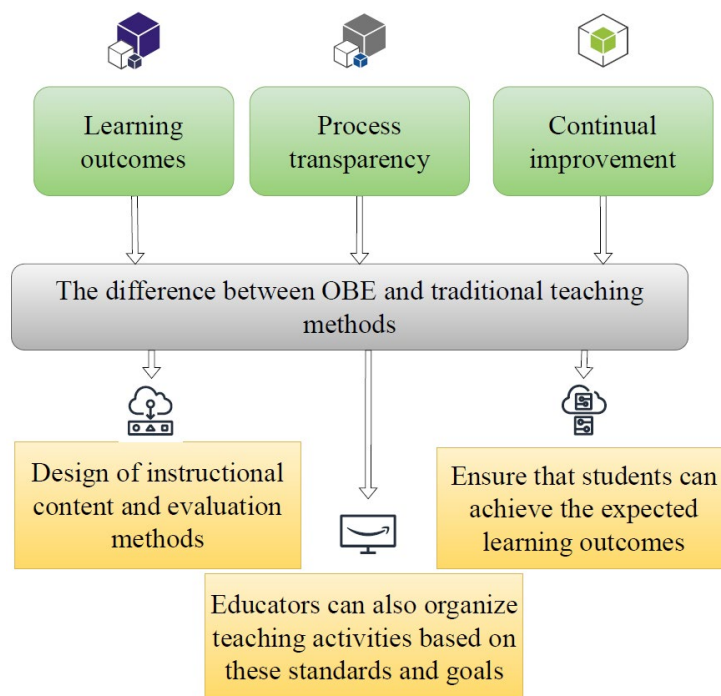 Learning
outcomes
Process
transparency
Continual
improvement
The difference between OBE and traditional teaching
methods
Design of instructional
content and evaluation
methods
Ensure that students can
achieve the expected
learning outcomes
Educators can also organize
teaching activities based on
these standards and goals